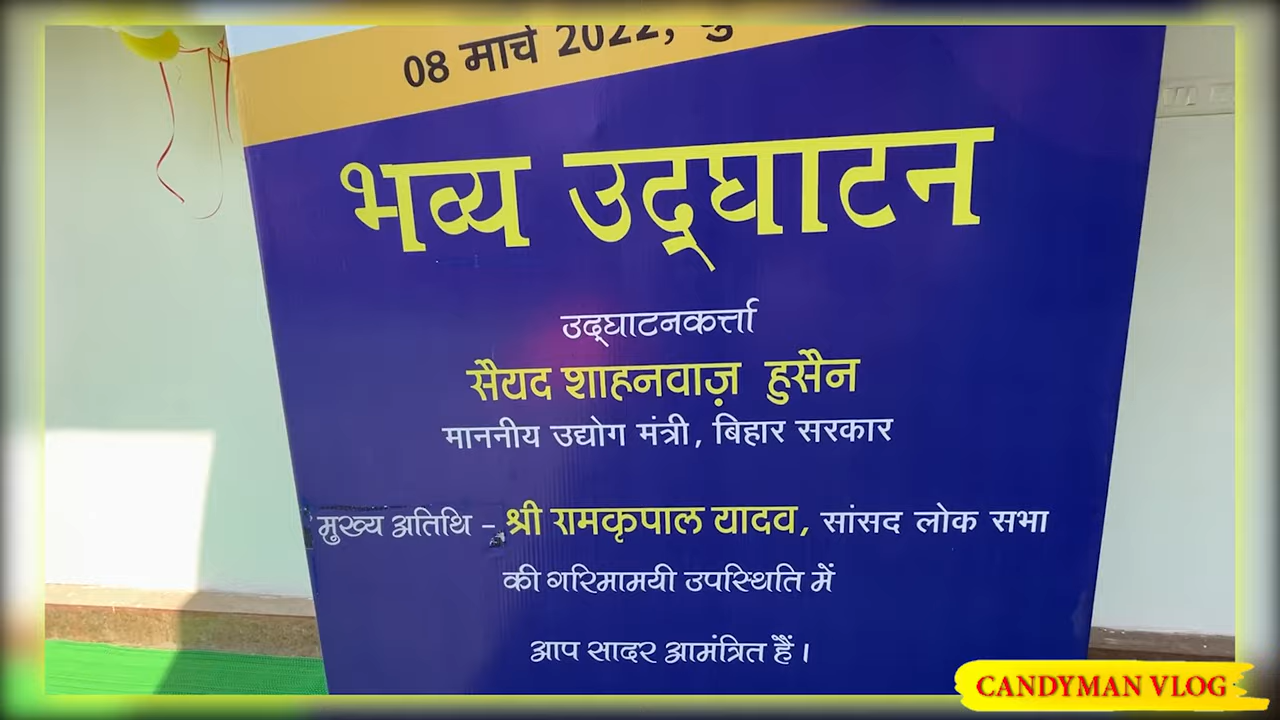 08 मार्च 2022,
भव्य उद्घाटन
उद्घाटनकर्त्ता
सैयद शाहनवाज़ हुसैन
माननीय उद्योग मंत्री, बिहार सरकार
मुख्य अतिथि - श्री रामकृपाल यादव, सांसद लोक सभा
की गरिमामयी उपस्थिति में
आप सादर आमंत्रित हैं।
CANDYMAN VLOG